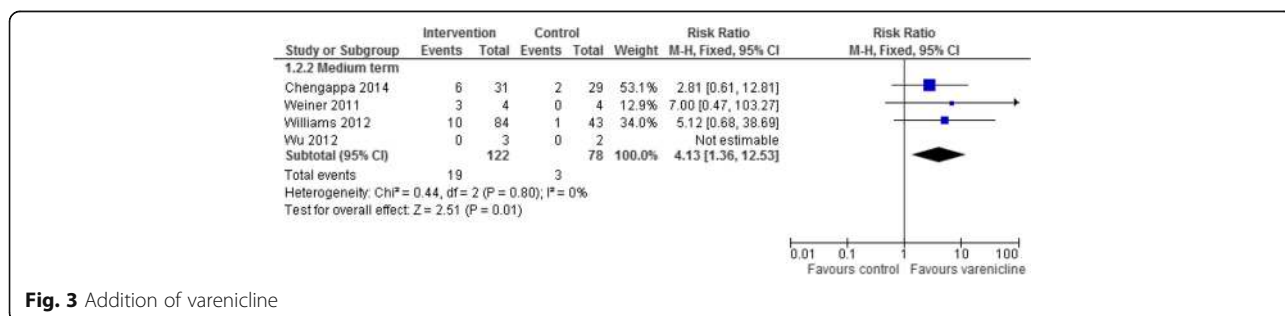 Intervention Control Risk Ratio Risk Ratio
Study or Subgroup Events Total Events Total Weight M-H, Fixed, 95% CI M-H, Fixed, 95% CI
1.2.2 Medium term
Chengappa 2014 6 31 2 29 53.1% 2.81 [0.61, 12.81]
Weiner 2011 3 4 0 4 12.9% 7.00 [0.47, 103.27]
Williams 2012 10 84 1 43 34.0% 5.12 [0.68, 38.69]
Wu 2012 0 3 0 2 Not estimable
Subtotal (95% CI) 122 78 100.0% 4.13 [1.36, 12.53]
Total events 19 3
Heterogeneity: Chi² = 0.44, df = 2 (P = 0.80); I² = 0%
Test for overall effect: Z = 2.51 (P = 0.01)
0.01 0.1 1 10 100
Favours control Favours varenicline
Fig. 3 Addition of varenicline